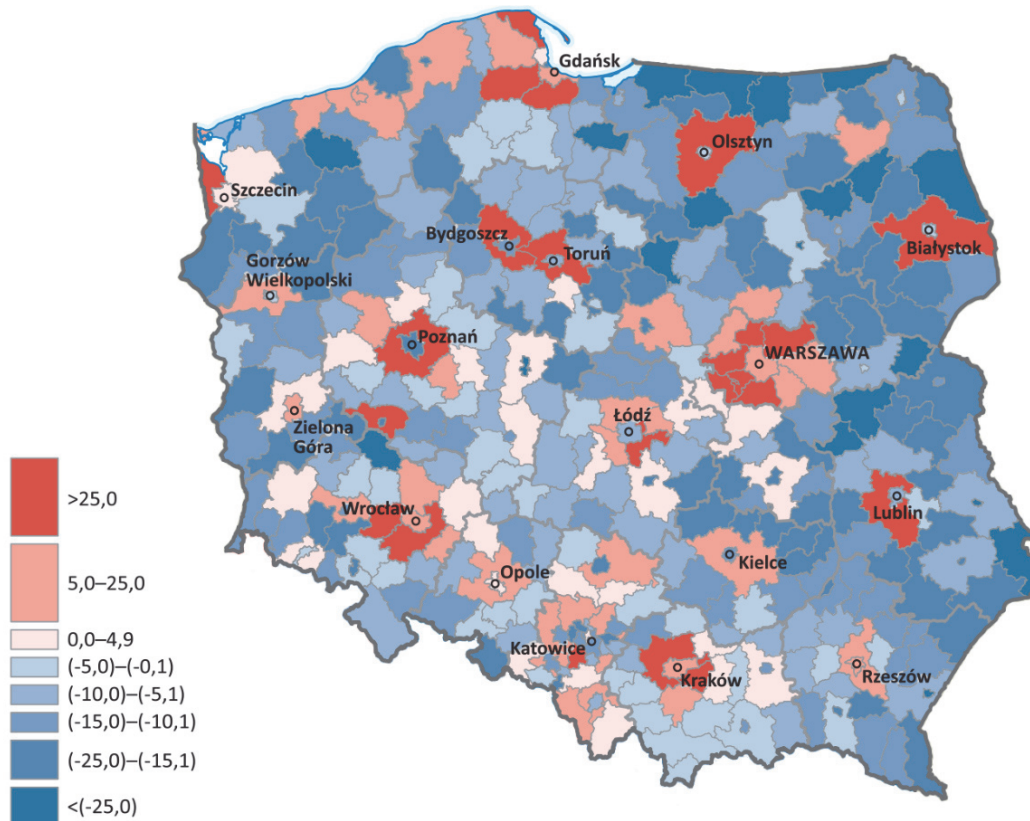 Gdańsk
Olsztyn
Szczecin
Bydgoszcz
Białystok
Toruń
Gorzów
Wielkopolski
Poznań
WARSZAWA
Zielona
Góra
Łódź
>25,0
Lublin
Wrocław
5,0–25,0
Kielce
Opole
0,0–4,9
Katowice
(-5,0)–(-0,1)
Kraków
Rzeszów
(-10,0)–(-5,1)
(-15,0)–(-10,1)
(-25,0)–(-15,1)
<(-25,0)